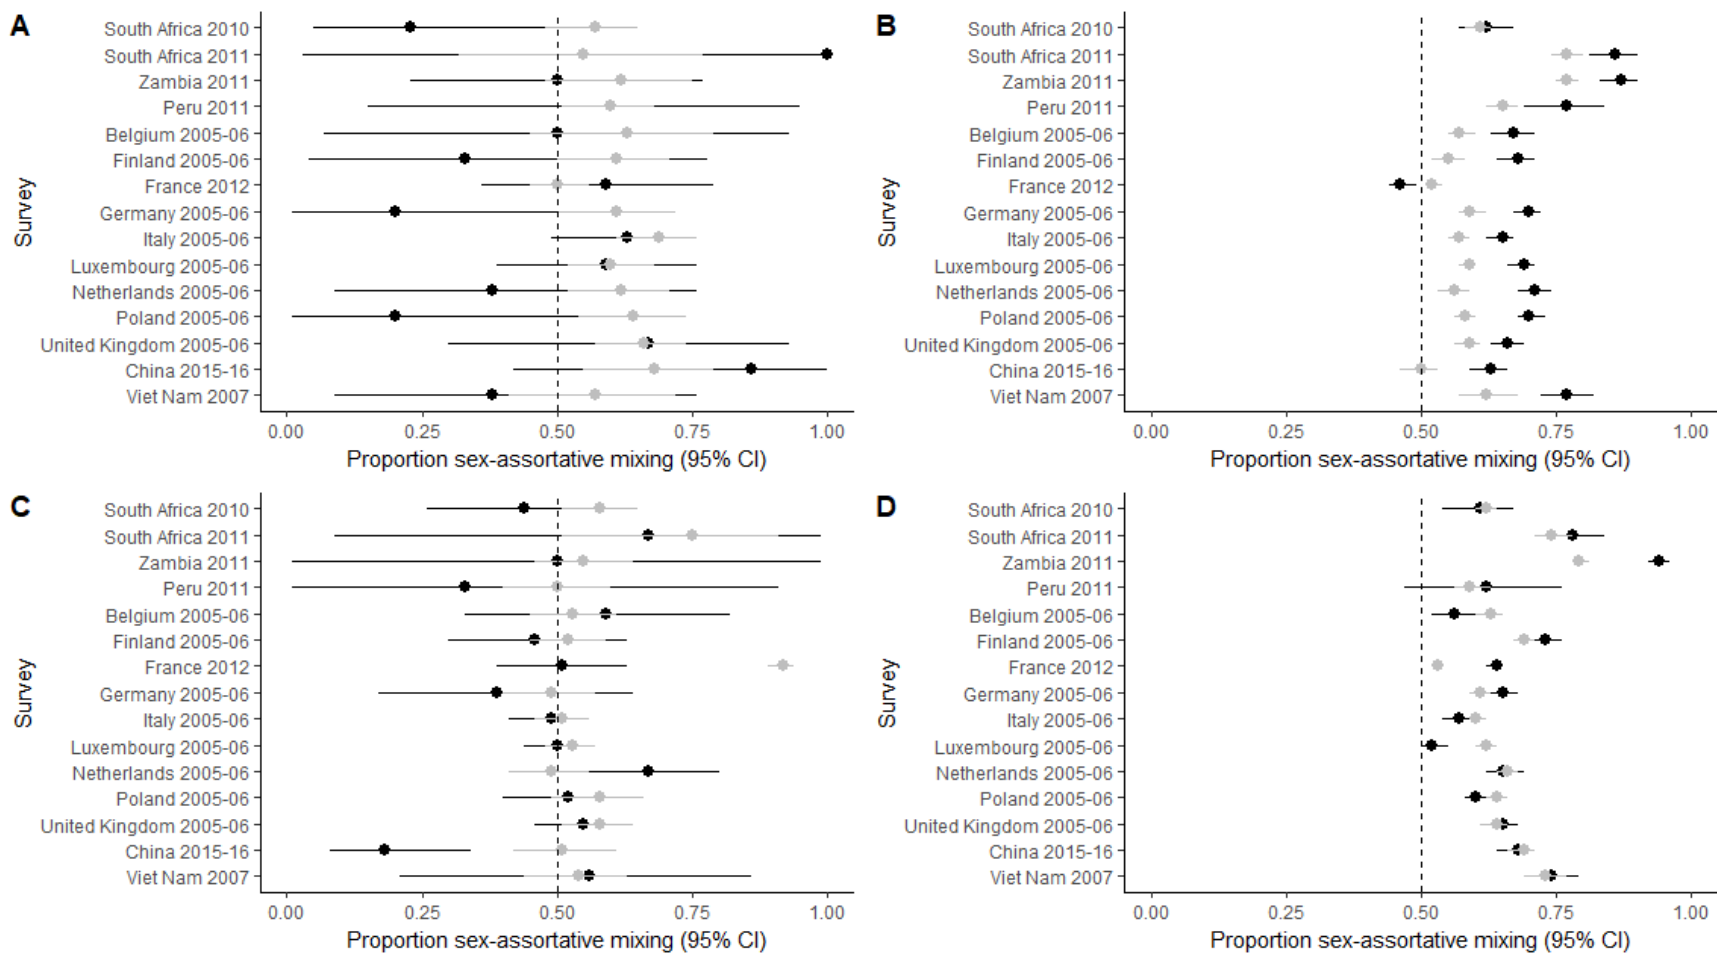 A
South Africa 2010
South Africa 2011
Zambia 2011
Peru 2011
Belgium 2005-06
Finland 2005-06
France 2012
Germany 2005-06
Italy 2005-06
Luxembourg 2005-06
Netherlands 2005-06
Poland 2005-06
United Kingdom 2005-06
China 2015-16
Viet Nam 2007
Survey
0.00 0.25 0.50 0.75 1.00
Proportion sex-assortative mixing (95% CI)
B
South Africa 2010
South Africa 2011
Zambia 2011
Peru 2011
Belgium 2005-06
Finland 2005-06
France 2012
Germany 2005-06
Italy 2005-06
Luxembourg 2005-06
Netherlands 2005-06
Poland 2005-06
United Kingdom 2005-06
China 2015-16
Viet Nam 2007
Survey
0.00 0.25 0.50 0.75 1.00
Proportion sex-assortative mixing (95% CI)
C
South Africa 2010
South Africa 2011
Zambia 2011
Peru 2011
Belgium 2005-06
Finland 2005-06
France 2012
Germany 2005-06
Italy 2005-06
Luxembourg 2005-06
Netherlands 2005-06
Poland 2005-06
United Kingdom 2005-06
China 2015-16
Viet Nam 2007
Survey
0.00 0.25 0.50 0.75 1.00
Proportion sex-assortative mixing (95% CI)
D
South Africa 2010
South Africa 2011
Zambia 2011
Peru 2011
Belgium 2005-06
Finland 2005-06
France 2012
Germany 2005-06
Italy 2005-06
Luxembourg 2005-06
Netherlands 2005-06
Poland 2005-06
United Kingdom 2005-06
China 2015-16
Viet Nam 2007
Survey
0.00 0.25 0.50 0.75 1.00
Proportion sex-assortative mixing (95% CI)